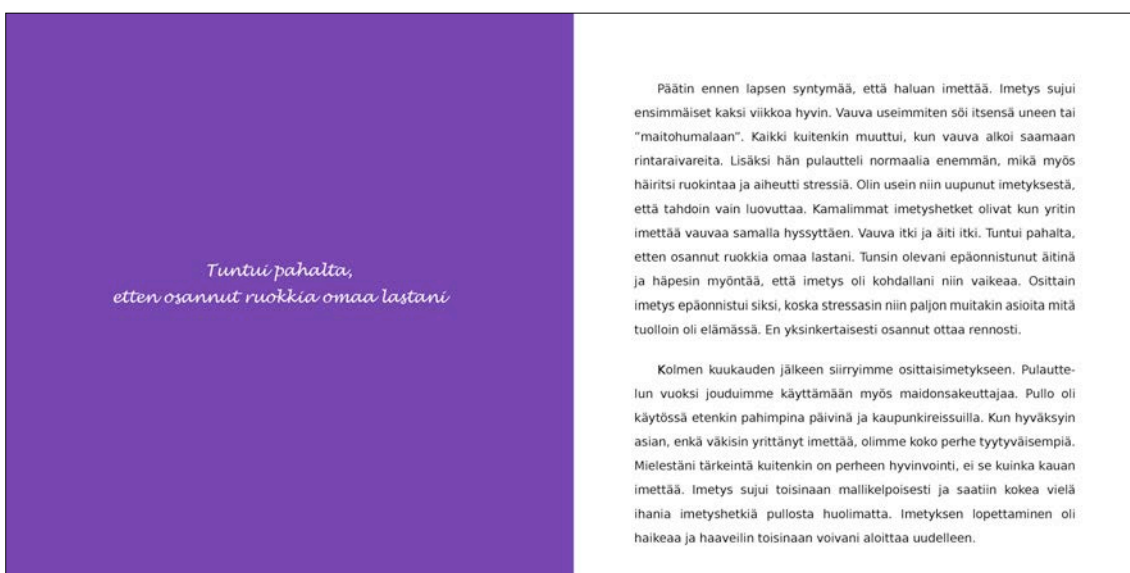 Tuntui pahalta,
etten osannut ruokkia omaa lastani
Päätin ennen lapsen syntymää, että haluan imettää. Imetys sujui
ensimmäiset kaksi viikkoa hyvin. Vauva useimmiten söi itsensä uneen tai
“maitohumalaan”. Kaikki kuitenkin muuttui, kun vauva alkoi saamaan
rintaraivareita. Lisäksi hän pulautteli normaalia enemmän, mikä myös
häiritsi ruokintaa ja aiheutti stressiä. Olin usein niin uupunut imetyksestä,
että tahdoin vain luovuttaa. Kamalimmat imetyshetket olivat kun yritin
imettää vauvaa samalla hyssyttäen. Vauva itki ja äiti itki. Tuntui pahalta,
etten osannut ruokkia omaa lastani. Tunsin olevani epäonnistunut äitinä
ja häpesin myöntää, että imetys oli kohdallani niin vaikeaa. Osittain
imetys epäonnistui siksi, koska stressasin niin paljon muitakin asioita mitä
tuolloin oli elämässä. En yksinkertaisesti osannut ottaa rennosti.
Kolmen kuukauden jälkeen siirryimme osittaisimetykseen. Pulautte-
lun vuoksi jouduimme käyttämään myös maidonsakeuttajaa. Pullo oli
käytössä etenkin pahimpina päivinä ja kaupunkireissuilla. Kun hyväksyin
asian, enkä väkisin yrittänyt imettää, olimme koko perhe tyytyväisempiä.
Mielestäni tärkeintä kuitenkin on perheen hyvinvointi, ei se kuinka kauan
imettää. Imetys sujui toisinaan mallikelpoisesti ja saatiin kokea vielä
ihania imetyshetkiä pullosta huolimatta. Imetyksen lopettaminen oli
haikeaa ja haaveilin toisinaan voivani aloittaa uudelleen.